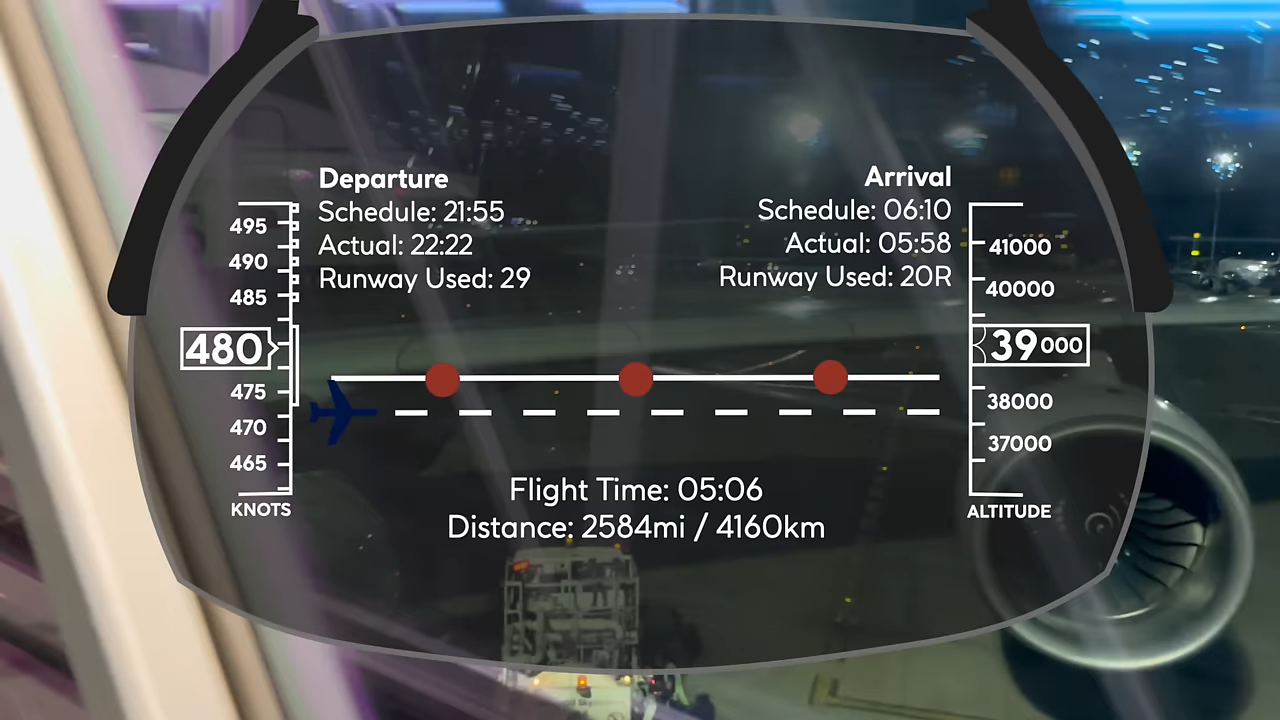 Departure
Schedule: 21:55
Actual: 22:22
Runway Used: 29
Arrival
Schedule: 06:10
Actual: 05:58
Runway Used: 20R
495
490
485
480
475
470
465
KNOTS
41000
40000
39000
38000
37000
ALTITUDE
Flight Time: 05:06
Distance: 2584mi / 4160km